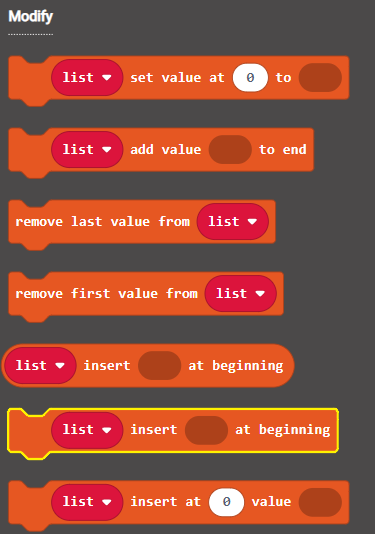 Modify
list set value at 0 to
list add value to end
remove last value from list
remove first value from list
list insert at beginning
list insert at beginning
list insert at 0 value